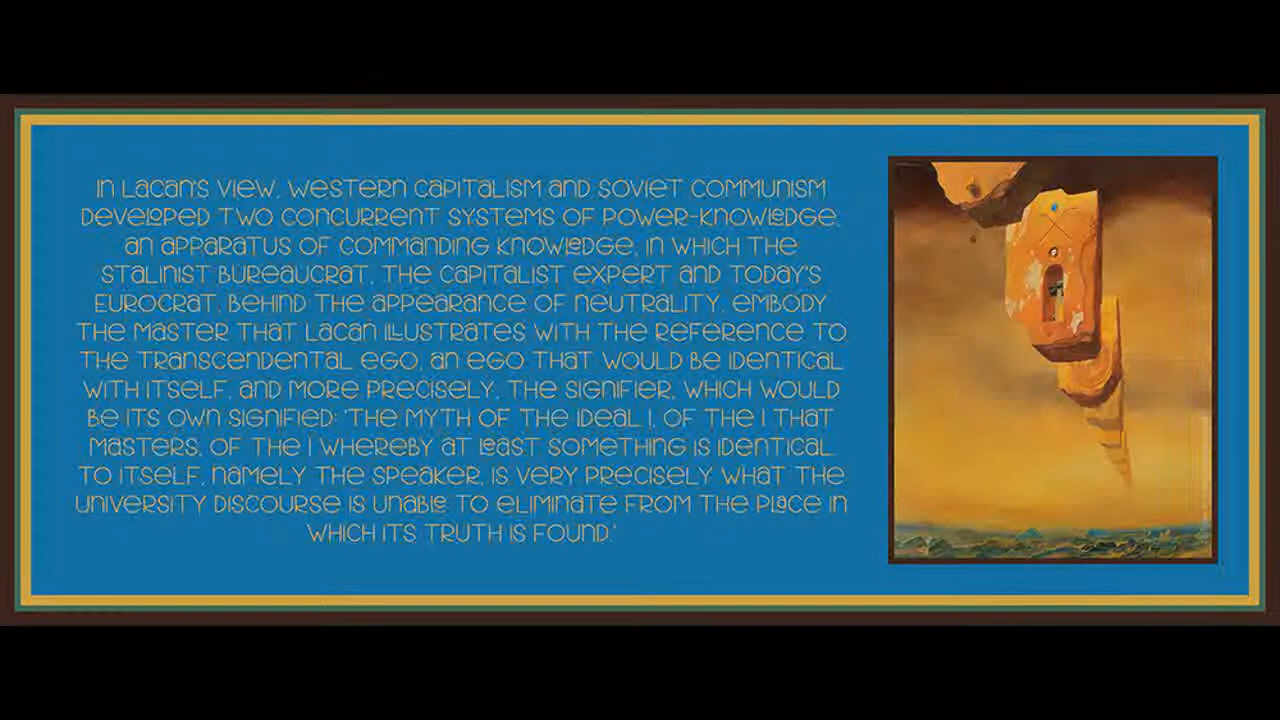 In Lacan's view, Western capitalism and Soviet communism
developed two concurrent systems of power-knowledge,
an apparatus of commanding knowledge, in which the
Stalinist bureaucrat, the capitalist expert and today's
Eurocrat, behind the appearance of neutrality, embody
the master that Lacan illustrates with the reference to
the transcendental ego, an ego that would be identical
with itself, and more precisely, the signifier, which would
be its own signified: 'The myth of the ideal I, of the I that
masters, of the I whereby at least something is identical
to itself, namely the speaker, is very precisely what the
university discourse is unable to eliminate from the place in
which its truth is found.'